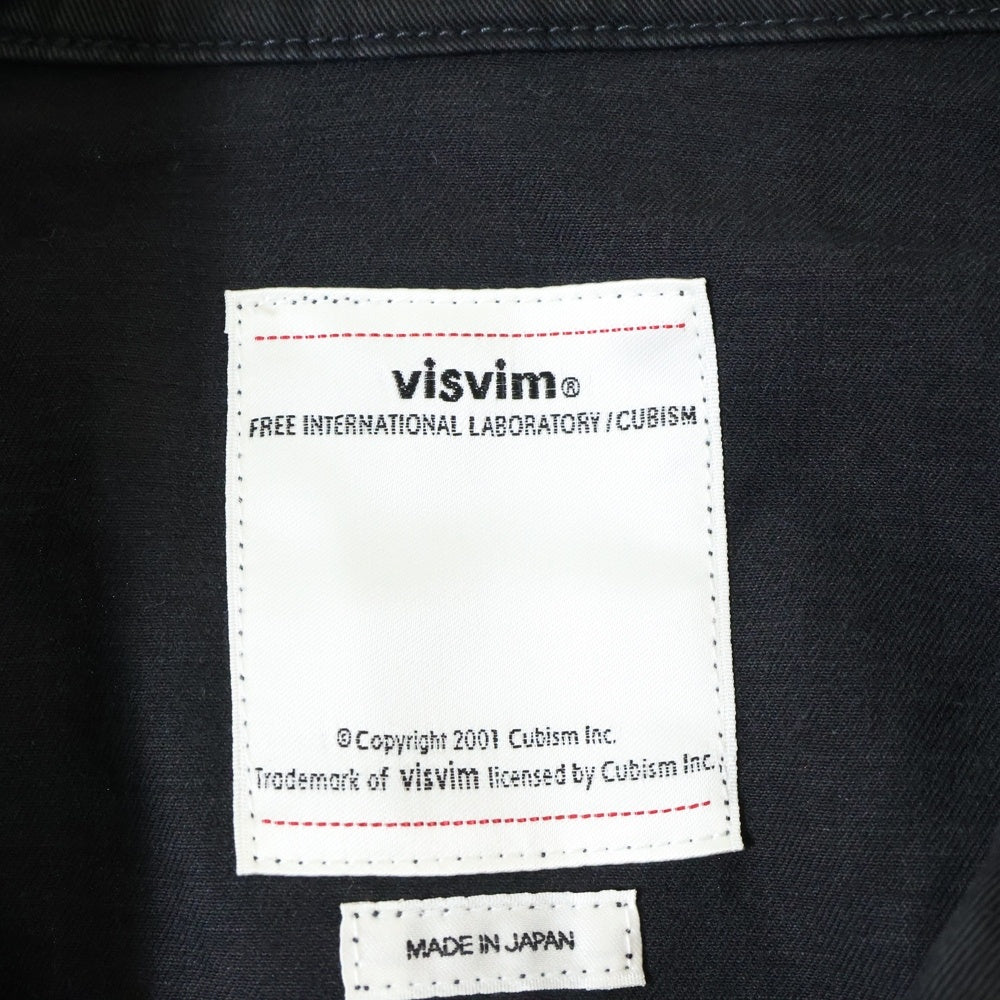 visvim®
FREE INTERNATIONAL LABORATORY / CUBISM
© Copyright 2001 Cubism Inc.
Trademark of visvim licensed by Cubism Inc.
MADE IN JAPAN